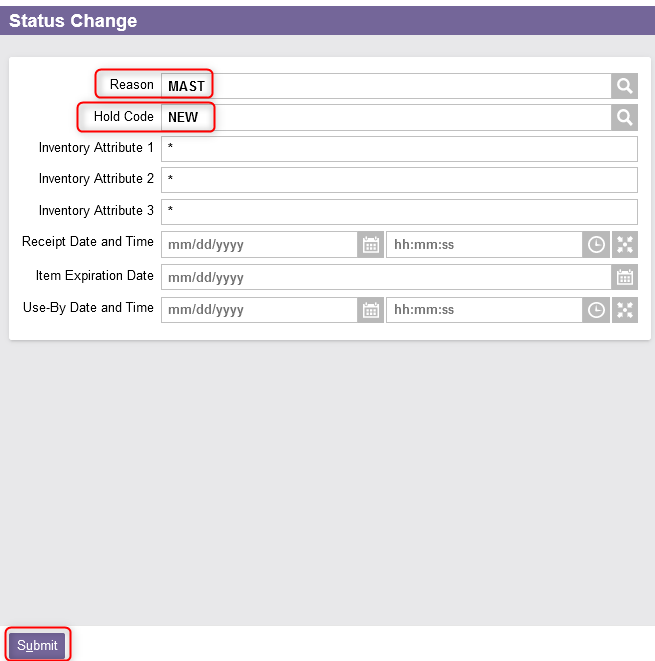 Status Change
Reason MAST
Hold Code NEW
Inventory Attribute 1 *
Inventory Attribute 2 *
Inventory Attribute 3 *
Receipt Date and Time mm/dd/yyyy hh:mm:ss
Item Expiration Date mm/dd/yyyy
Use-By Date and Time mm/dd/yyyy hh:mm:ss
Submit